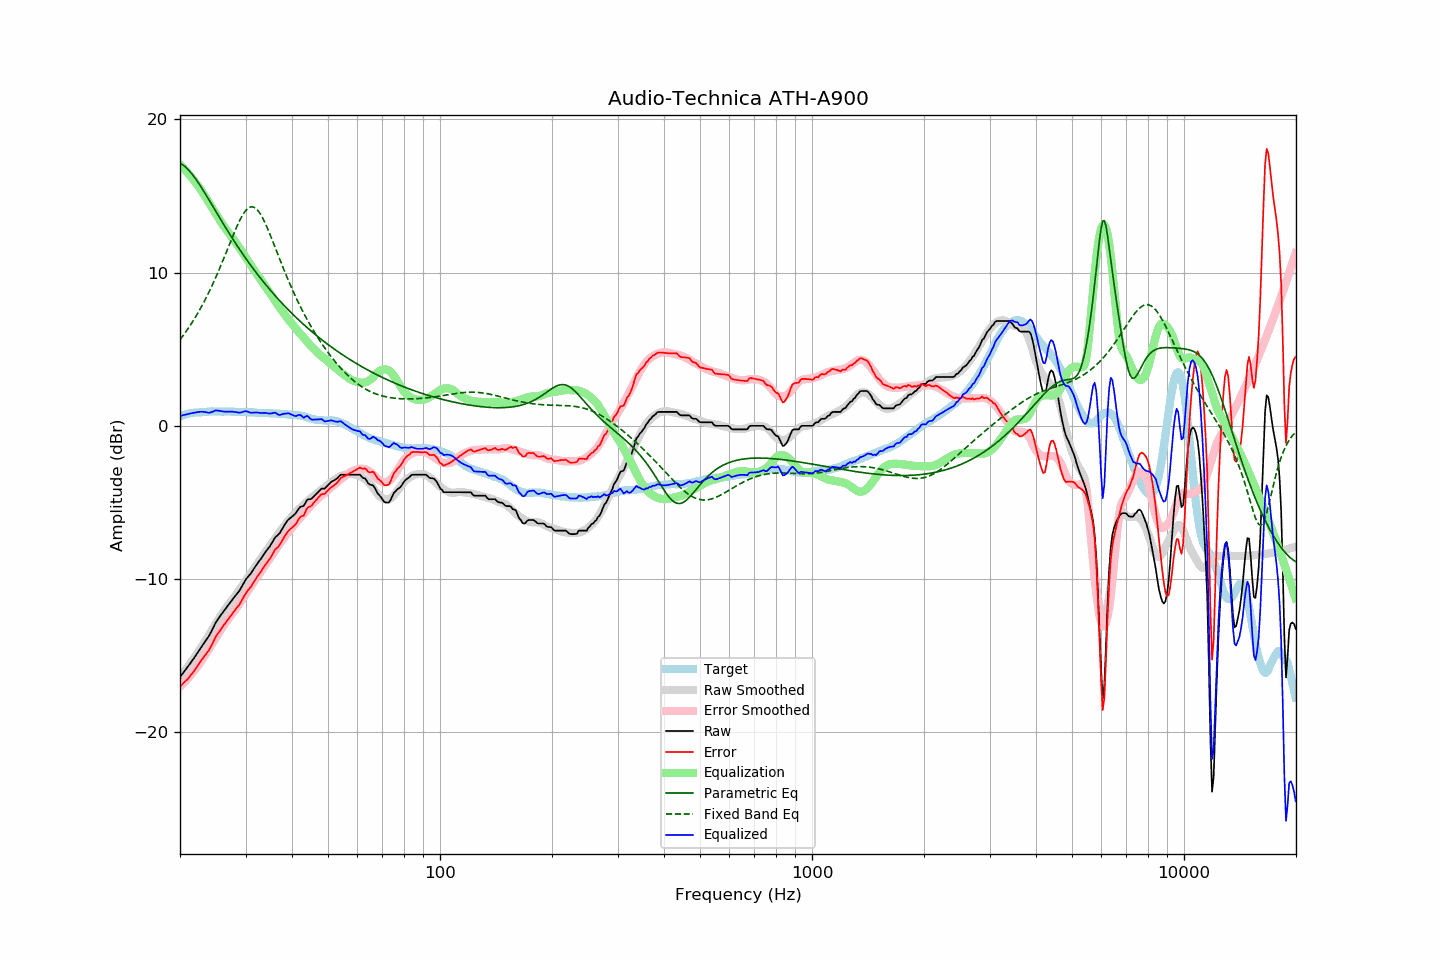 Audio-Technica ATH-A900
20
10
0
−10
−20
Amplitude (dBr)
Target
Raw Smoothed
Error Smoothed
Raw
Error
Equalization
Parametric Eq
Fixed Band Eq
Equalized
100
1000
10000
Frequency (Hz)